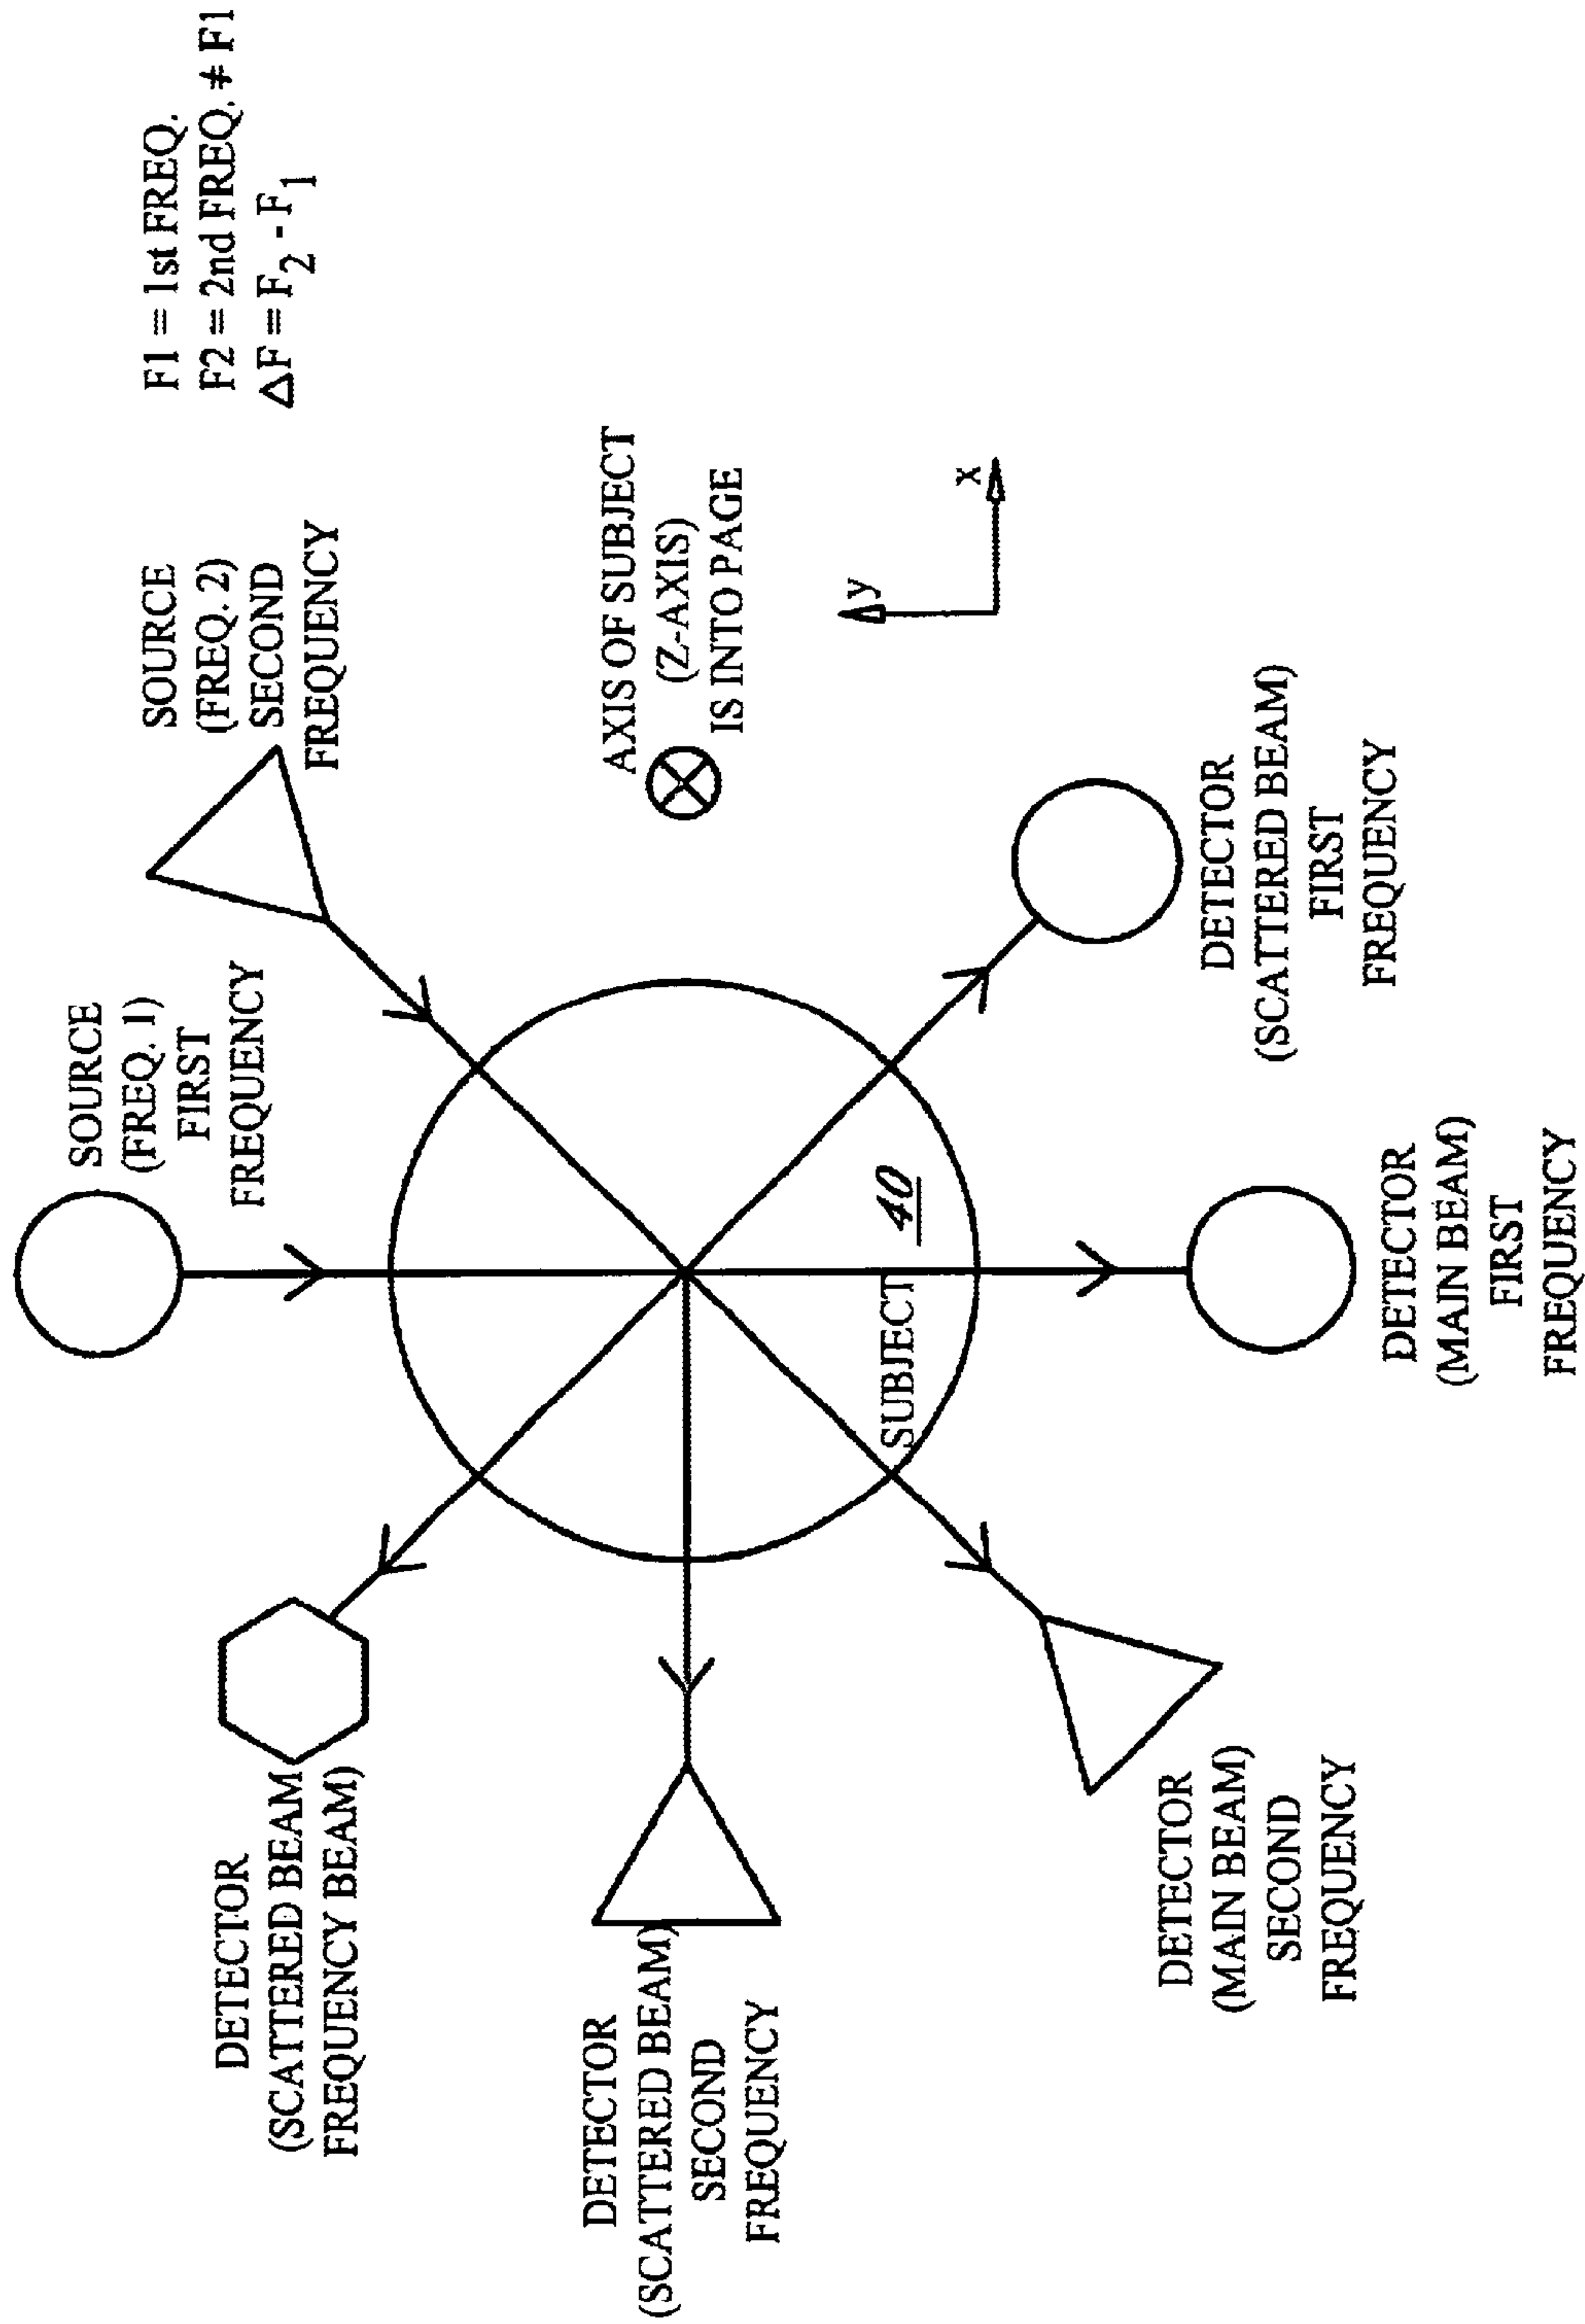 F1 = 1st FREQ.
F2 = 2nd FREQ. ≠ F1
ΔF = F2 - F1
SOURCE
(FREQ. 1)
FIRST
FREQUENCY
SOURCE
(FREQ. 2)
SECOND
FREQUENCY
DETECTOR
(SCATTERED BEAM
FREQUENCY BEAM)
AXIS OF SUBJECT
(Z-AXIS)
IS INTO PAGE
DETECTOR
(SCATTERED BEAM)
SECOND
FREQUENCY
y
x
SUBJECT
40
DETECTOR
(MAIN BEAM)
SECOND
FREQUENCY
DETECTOR
(MAIN BEAM)
FIRST
FREQUENCY
DETECTOR
(SCATTERED BEAM)
FIRST
FREQUENCY